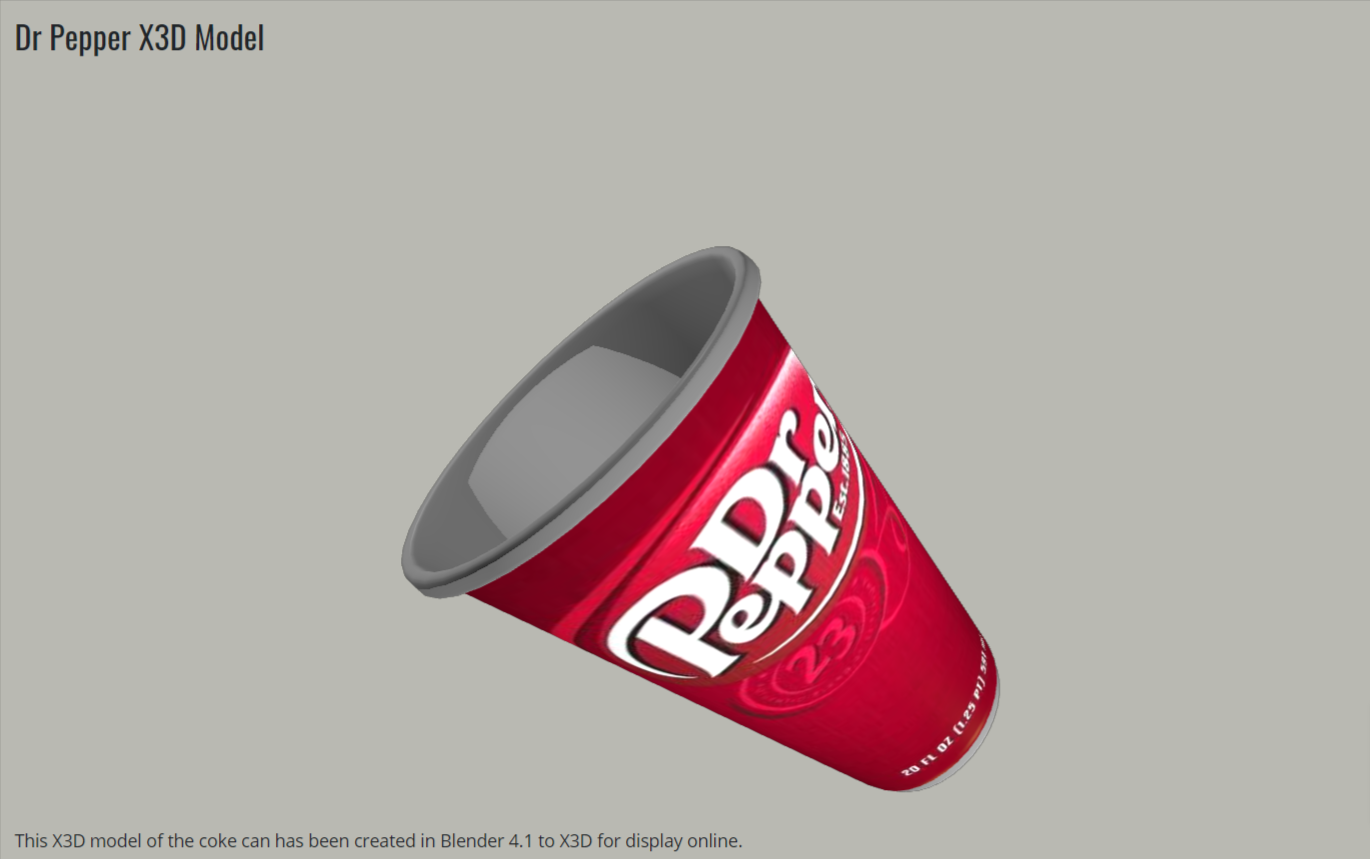 Dr Pepper X3D Model
Dr
Pepper
Est. 1885
23
20 FL OZ (1.25 PT) 591
This X3D model of the coke can has been created in Blender 4.1 to X3D for display online.